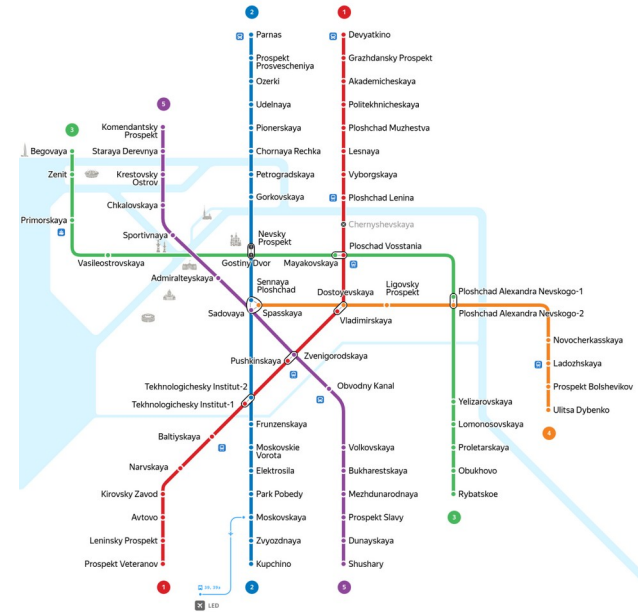 2
1
Parnas
Devyatkino
Prospekt
Prosvescheniya
Grazhdansky Prospekt
Ozerki
Akademicheskaya
5
Udelnaya
Politekhnicheskaya
3
Komendantsky
Prospekt
Pionerskaya
Ploshchad Muzhestva
Begovaya
Staraya Derevnya
Chornaya Rechka
Lesnaya
Zenit
Krestovsky
Ostrov
Petrogradskaya
Vyborgskaya
Chkalovskaya
Gorkovskaya
Ploshchad Lenina
Primorskaya
Chernyshevskaya
Sportivnaya
Nevsky
Prospekt
Ploschad Vosstania
Vasileostrovskaya
Gostiny Dvor
Mayakovskaya
Admiralteyskaya
Sennaya
Ploshchad
Dostoyevskaya
Ligovsky
Prospekt
Ploshchad Alexandra Nevskogo-1
Sadovaya
Spasskaya
Vladimirskaya
Ploshchad Alexandra Nevskogo-2
Novocherkasskaya
Pushkinskaya
Zvenigorodskaya
Ladozhskaya
Tekhnologichesky Institut-2
Obvodny Kanal
Prospekt Bolshevikov
Tekhnologichesky Institut-1
Yelizarovskaya
Ulitsa Dybenko
Frunzenskaya
Lomonosovskaya
4
Baltiyskaya
Moskovskie
Vorota
Volkovskaya
Proletarskaya
Narvskaya
Elektrosila
Bukharestskaya
Obukhovo
Kirovsky Zavod
Park Pobedy
Mezhdunarodnaya
Rybatskoe
Avtovo
Moskovskaya
Prospekt Slavy
3
Leninsky Prospekt
Zvyozdnaya
Dunayskaya
Prospekt Veteranov
Kupchino
Shushary
1
39, 39x
2
5
LED